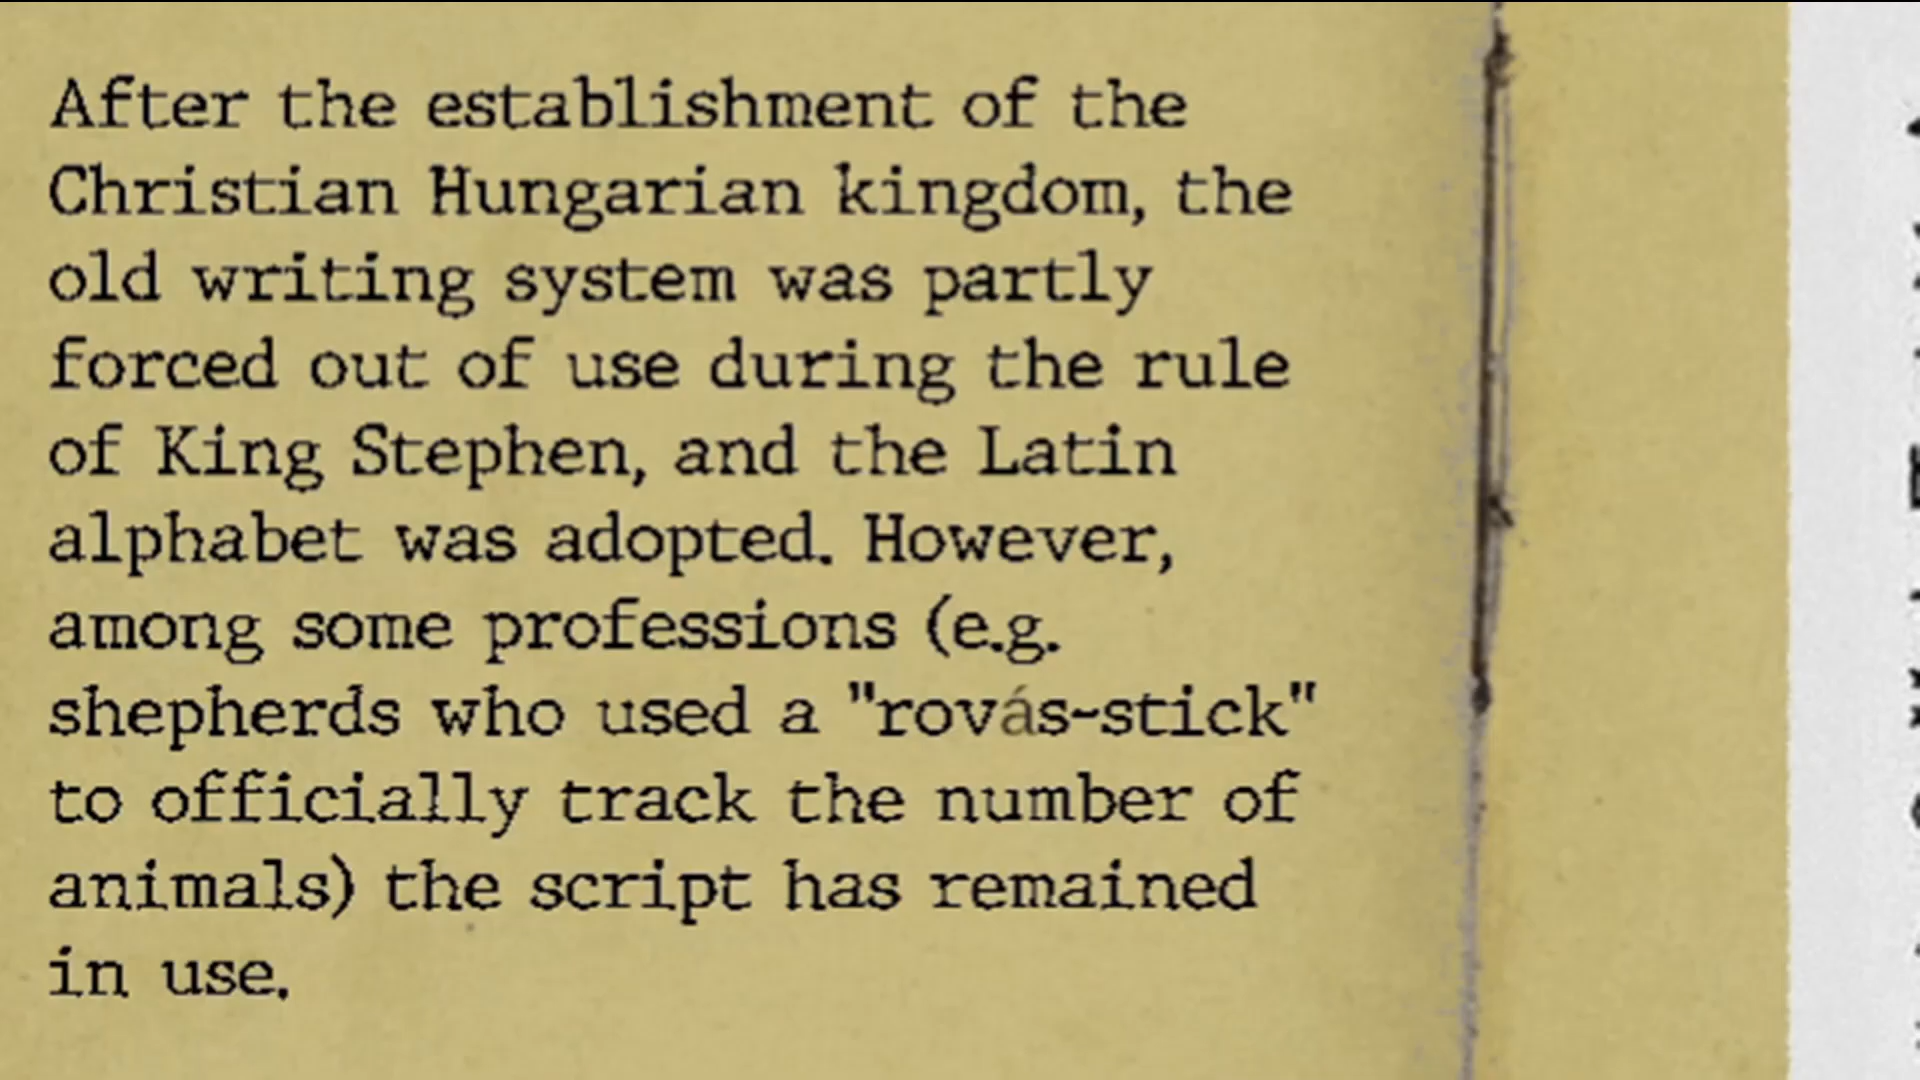 After the establishment of the
Christian Hungarian kingdom, the
old writing system was partly
forced out of use during the rule
of King Stephen, and the Latin
alphabet was adopted. However,
among some professions (e.g.
shepherds who used a "rovás-stick"
to officially track the number of
animals) the script has remained
in use.